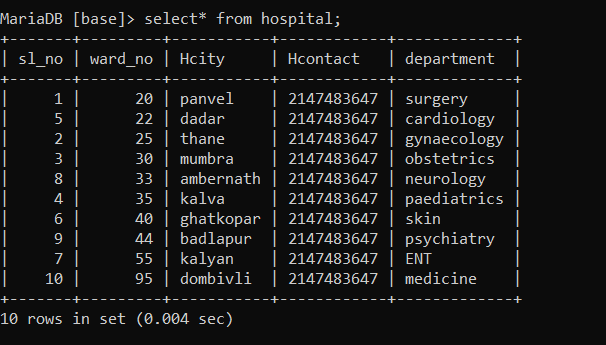 MariaDB [base]> select* from hospital;
+-------+---------+-----------+------------+-------------+
| sl_no | ward_no | Hcity     | Hcontact   | department  |
+-------+---------+-----------+------------+-------------+
|     1 |      20 | panvel    | 2147483647 | surgery     |
|     5 |      22 | dadar     | 2147483647 | cardiology  |
|     2 |      25 | thane     | 2147483647 | gynaecology |
|     3 |      30 | mumbra    | 2147483647 | obstetrics  |
|     8 |      33 | ambernath | 2147483647 | neurology   |
|     4 |      35 | kalva     | 2147483647 | paediatrics |
|     6 |      40 | ghatkopar | 2147483647 | skin        |
|     9 |      44 | badlapur  | 2147483647 | psychiatry  |
|     7 |      55 | kalyan    | 2147483647 | ENT         |
|    10 |      95 | dombivli  | 2147483647 | medicine    |
+-------+---------+-----------+------------+-------------+
10 rows in set (0.004 sec)